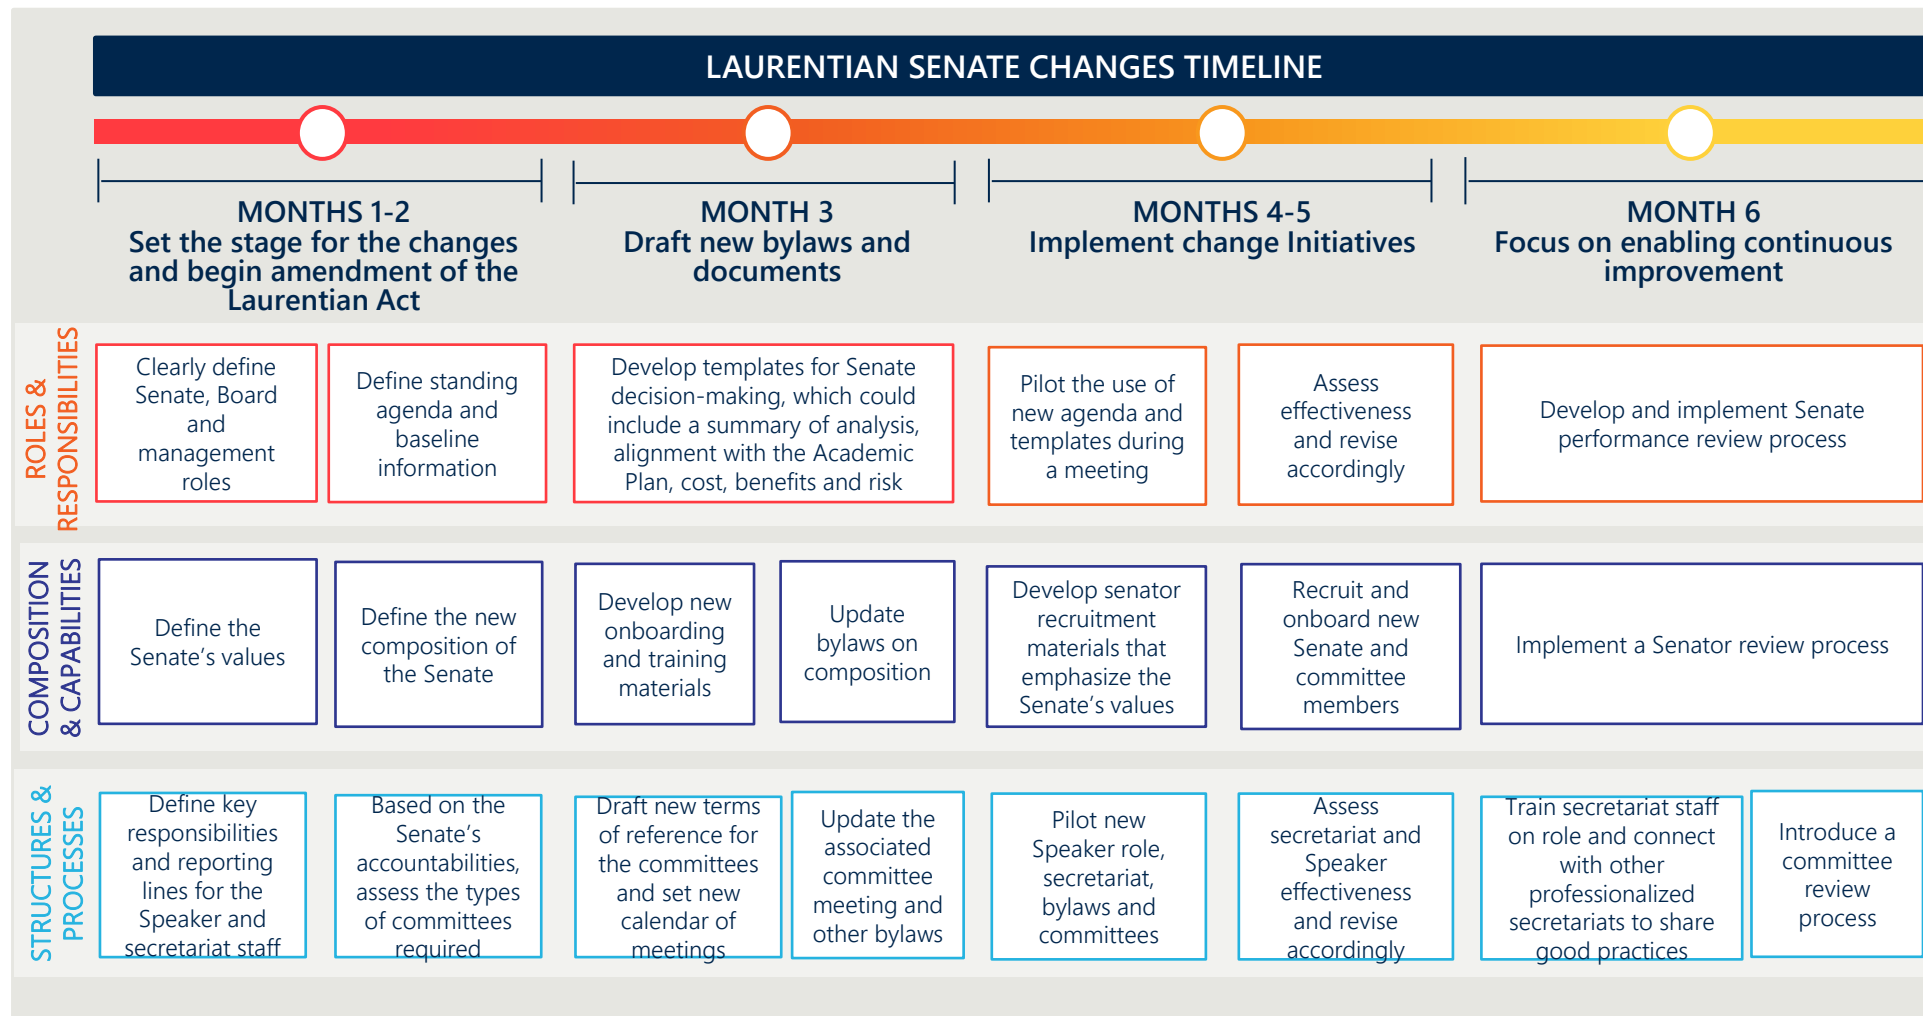 LAURENTIAN SENATE CHANGES TIMELINE
MONTHS 1-2
Set the stage for the changes
and begin amendment of the
Laurentian Act
MONTH 3
Draft new bylaws and
documents
MONTHS 4-5
Implement change Initiatives
MONTH 6
Focus on enabling continuous
improvement
ROLES &
RESPONSIBILITIES
Clearly define
Senate, Board
and
management
roles
Define standing
agenda and
baseline
information
Develop templates for Senate
decision-making, which could
include a summary of analysis,
alignment with the Academic
Plan, cost, benefits and risk
Pilot the use of
new agenda and
templates during
a meeting
Assess
effectiveness
and revise
accordingly
Develop and implement Senate
performance review process
COMPOSITION
& CAPABILITIES
Define the
Senate’s values
Define the new
composition of
the Senate
Develop new
onboarding
and training
materials
Update
bylaws on
composition
Develop senator
recruitment
materials that
emphasize the
Senate’s values
Recruit and
onboard new
Senate and
committee
members
Implement a Senator review process
STRUCTURES &
PROCESSES
Define key
responsibilities
and reporting
lines for the
Speaker and
secretariat staff
Based on the
Senate’s
accountabilities,
assess the types
of committees
required
Draft new terms
of reference for
the committees
and set new
calendar of
meetings
Update the
associated
committee
meeting and
other bylaws
Pilot new
Speaker role,
secretariat,
bylaws and
committees
Assess
secretariat and
Speaker
effectiveness
and revise
accordingly
Train secretariat staff
on role and connect
with other
professionalized
secretariats to share
good practices
Introduce a
committee
review
process